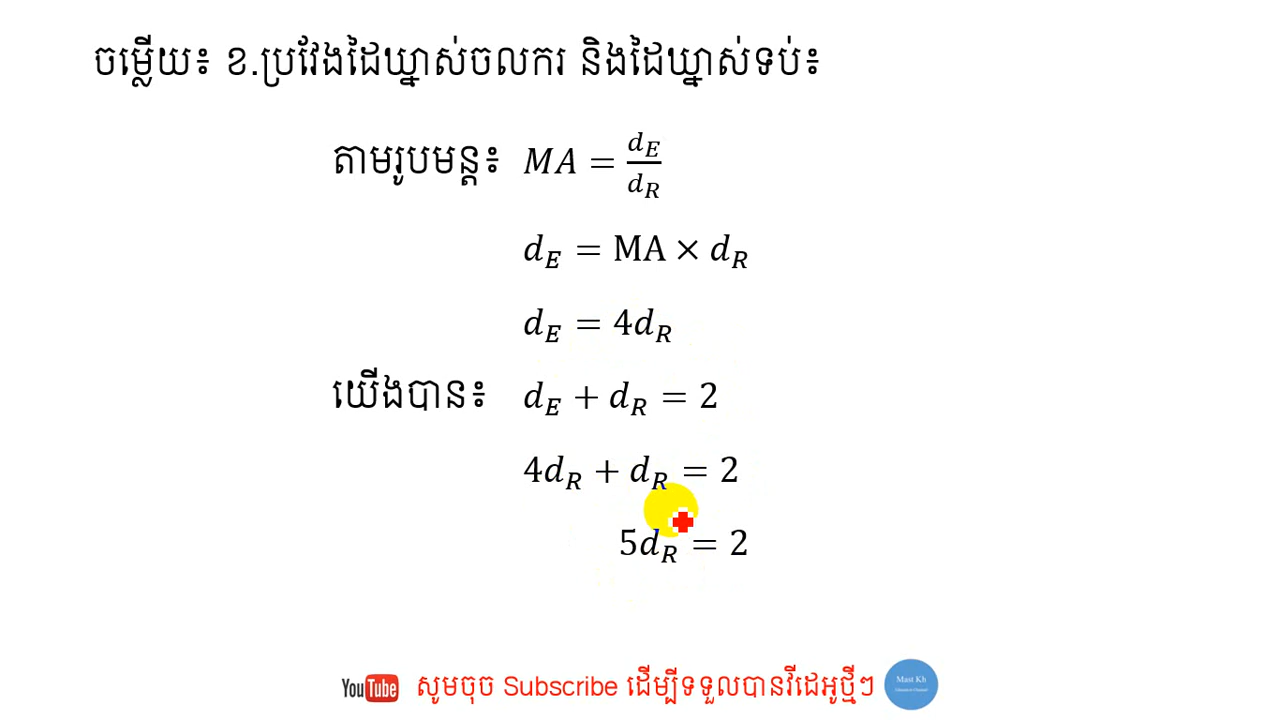 ចម្លើយ៖ ខ.ប្រវែងដៃឃ្នាស់ចលករ និងដៃឃ្នាស់ទប់៖
តាមរូបមន្ត៖ MA = d_E/d_R
d_E = MA × d_R
d_E = 4d_R
យើងបាន៖ d_E + d_R = 2
4d_R + d_R = 2
5d_R = 2
YouTube សូមចុច Subscribe ដើម្បីទទួលបានវីដេអូថ្មីៗ Mast Kh